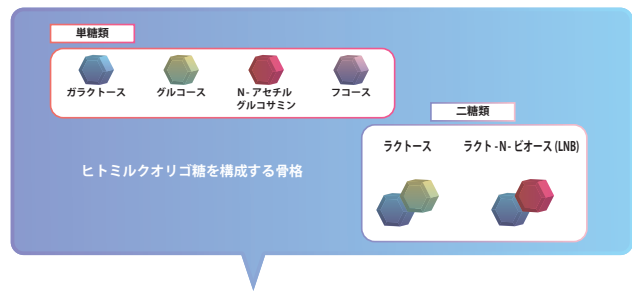 単糖類
ガラクトース
グルコース
N - アセチル
グルコサミン
フコース
二糖類
ラクトース
ラクト - N - ビオース (LNB)
ヒトミルクオリゴ糖を構成する骨格